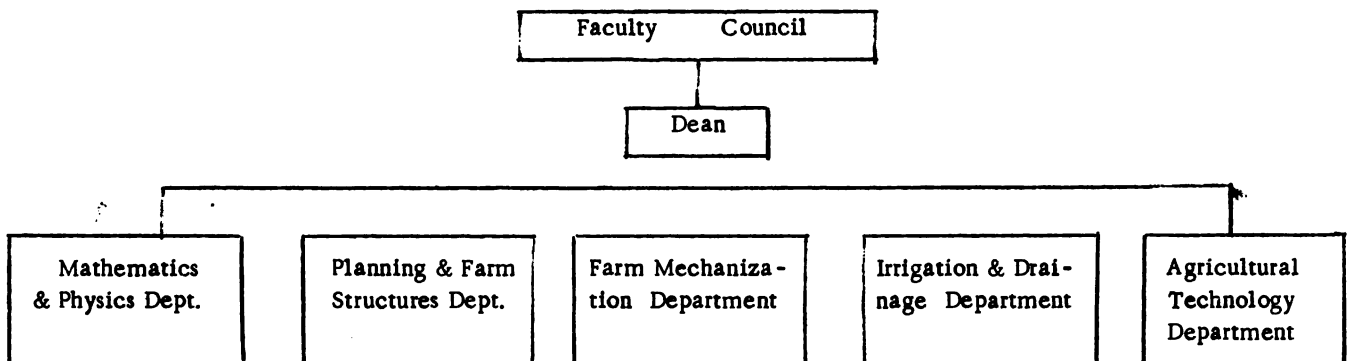 Faculty Council
Dean
Mathematics
& Physics Dept.
Planning & Farm
Structures Dept.
Farm Mechaniza-
tion Department
Irrigation & Drai-
nage Department
Agricultural
Technology
Department